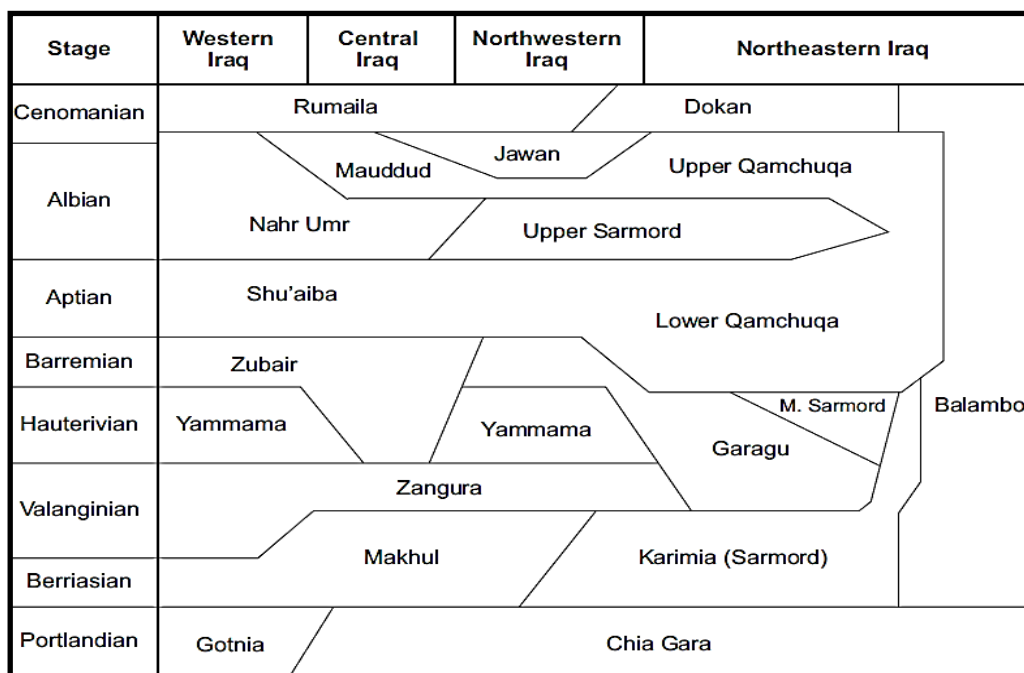 Stage
Western
Iraq
Central
Iraq
Northwestern
Iraq
Northeastern Iraq
Cenomanian
Rumaila
Dokan
Albian
Mauddud
Jawan
Upper Qamchuqa
Nahr Umr
Upper Sarmord
Aptian
Shu'aiba
Lower Qamchuqa
Barremian
Zubair
Hauterivian
Yammama
Yammama
M. Sarmord
Balambo
Garagu
Valanginian
Zangura
Makhul
Karimia (Sarmord)
Berriasian
Portlandian
Gotnia
Chia Gara